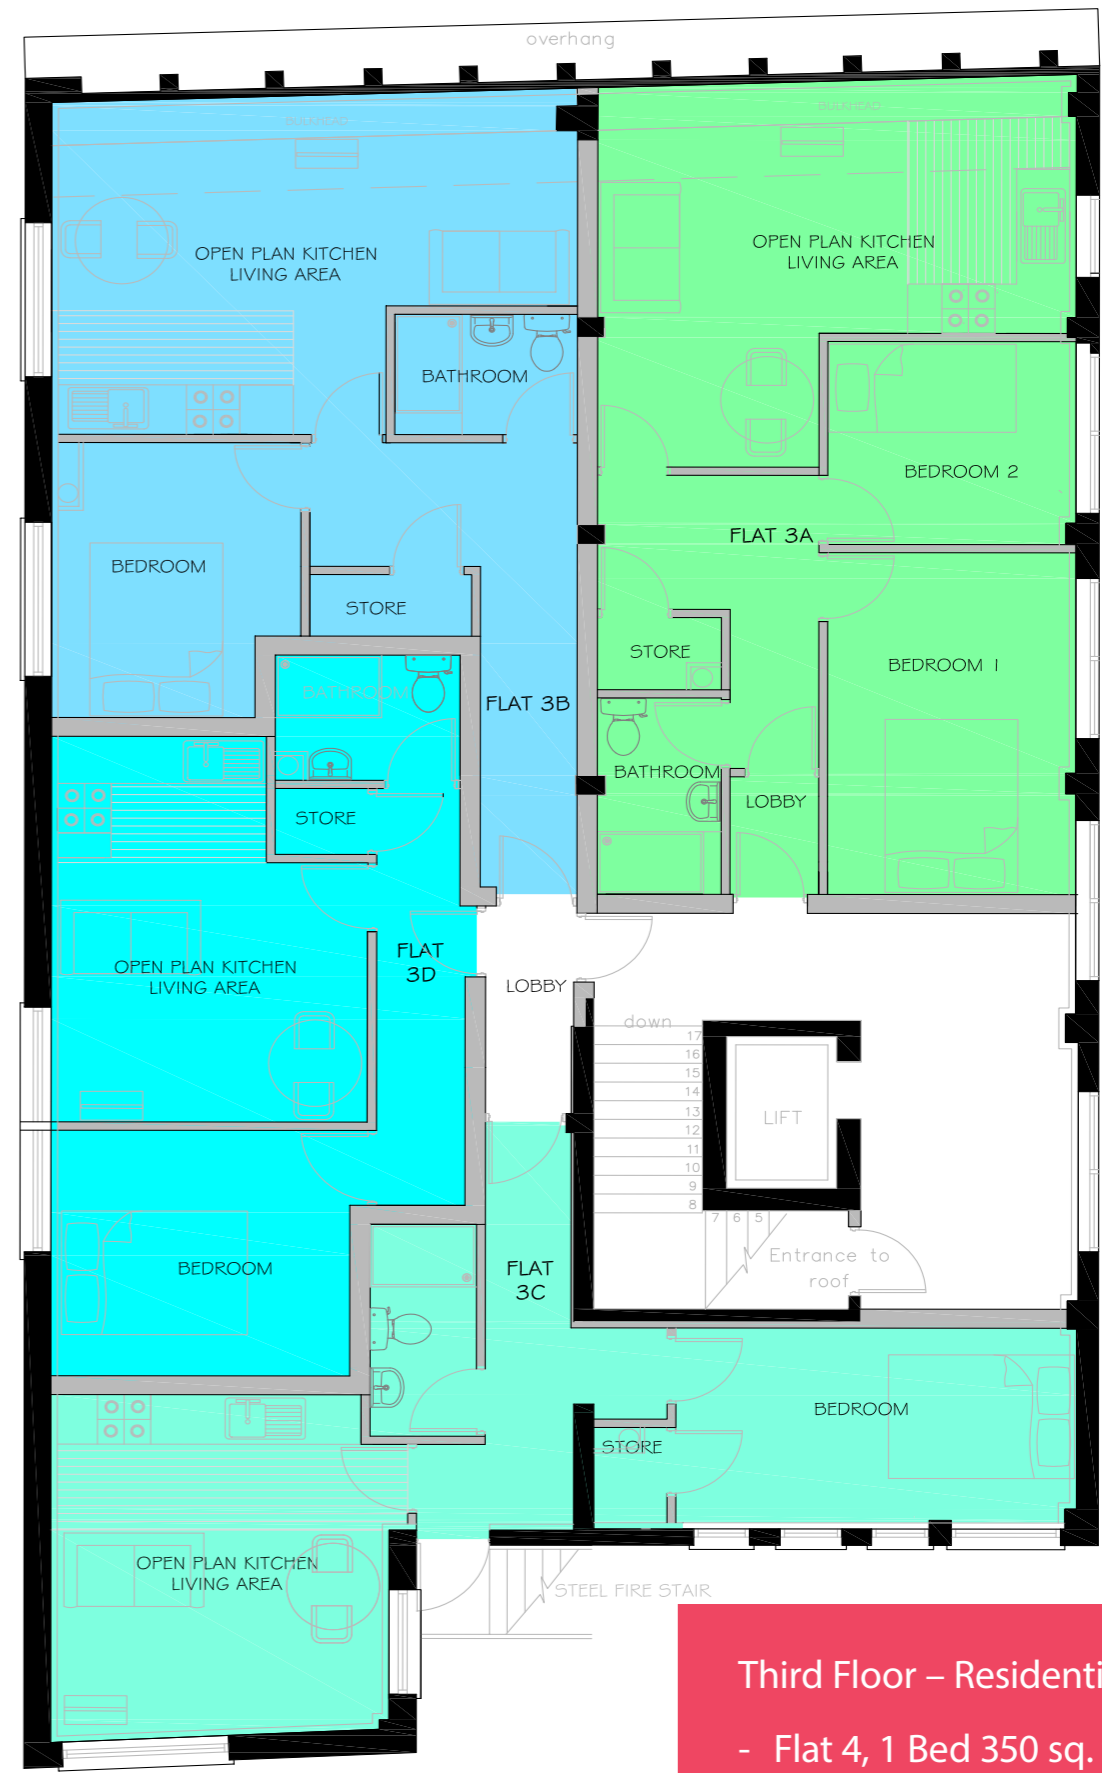 overhang
BULKHEAD
BULKHEAD
OPEN PLAN KITCHEN
LIVING AREA
OPEN PLAN KITCHEN
LIVING AREA
BATHROOM
BEDROOM 2
FLAT 3A
BEDROOM
STORE
STORE
BEDROOM 1
BATHROOM
FLAT 3B
BATHROOM
LOBBY
STORE
OPEN PLAN KITCHEN
LIVING AREA
FLAT
3D
LOBBY
down
17
16
15
14
13
12
11
10
9
8
7 6 5
LIFT
Entrance to
roof
BEDROOM
FLAT
3C
BEDROOM
STORE
OPEN PLAN KITCHEN
LIVING AREA
STEEL FIRE STAIR
Third Floor – Residenti
- Flat 4, 1 Bed 350 sq.